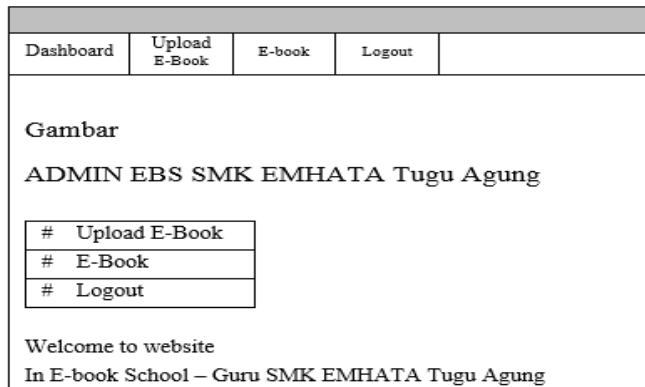 Dashboard
Upload
E-Book
E-book
Logout
Gambar
ADMIN EBS SMK EMHATA Tugu Agung
# Upload E-Book
# E-Book
# Logout
Welcome to website
In E-book School – Guru SMK EMHATA Tugu Agung